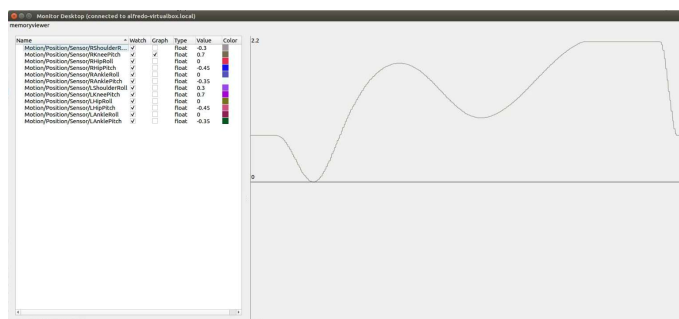 Monitor Desktop (connected to alfredo-virtualbox.local)
memoryviewer
Name Watch Graph Type Value Color
Motion/Position/Sensor/RShoulderR... float -0.3
Motion/Position/Sensor/RKneePitch float 0.7
Motion/Position/Sensor/RHipRoll float 0
Motion/Position/Sensor/RHipPitch float -0.45
Motion/Position/Sensor/RAnkleRoll float 0
Motion/Position/Sensor/RAnklePitch float -0.35
Motion/Position/Sensor/LShoulderRoll float 0.3
Motion/Position/Sensor/LKneePitch float 0.7
Motion/Position/Sensor/LHipRoll float 0
Motion/Position/Sensor/LHipPitch float -0.45
Motion/Position/Sensor/LAnkleRoll float 0
Motion/Position/Sensor/LAnklePitch float -0.35
2.2
0